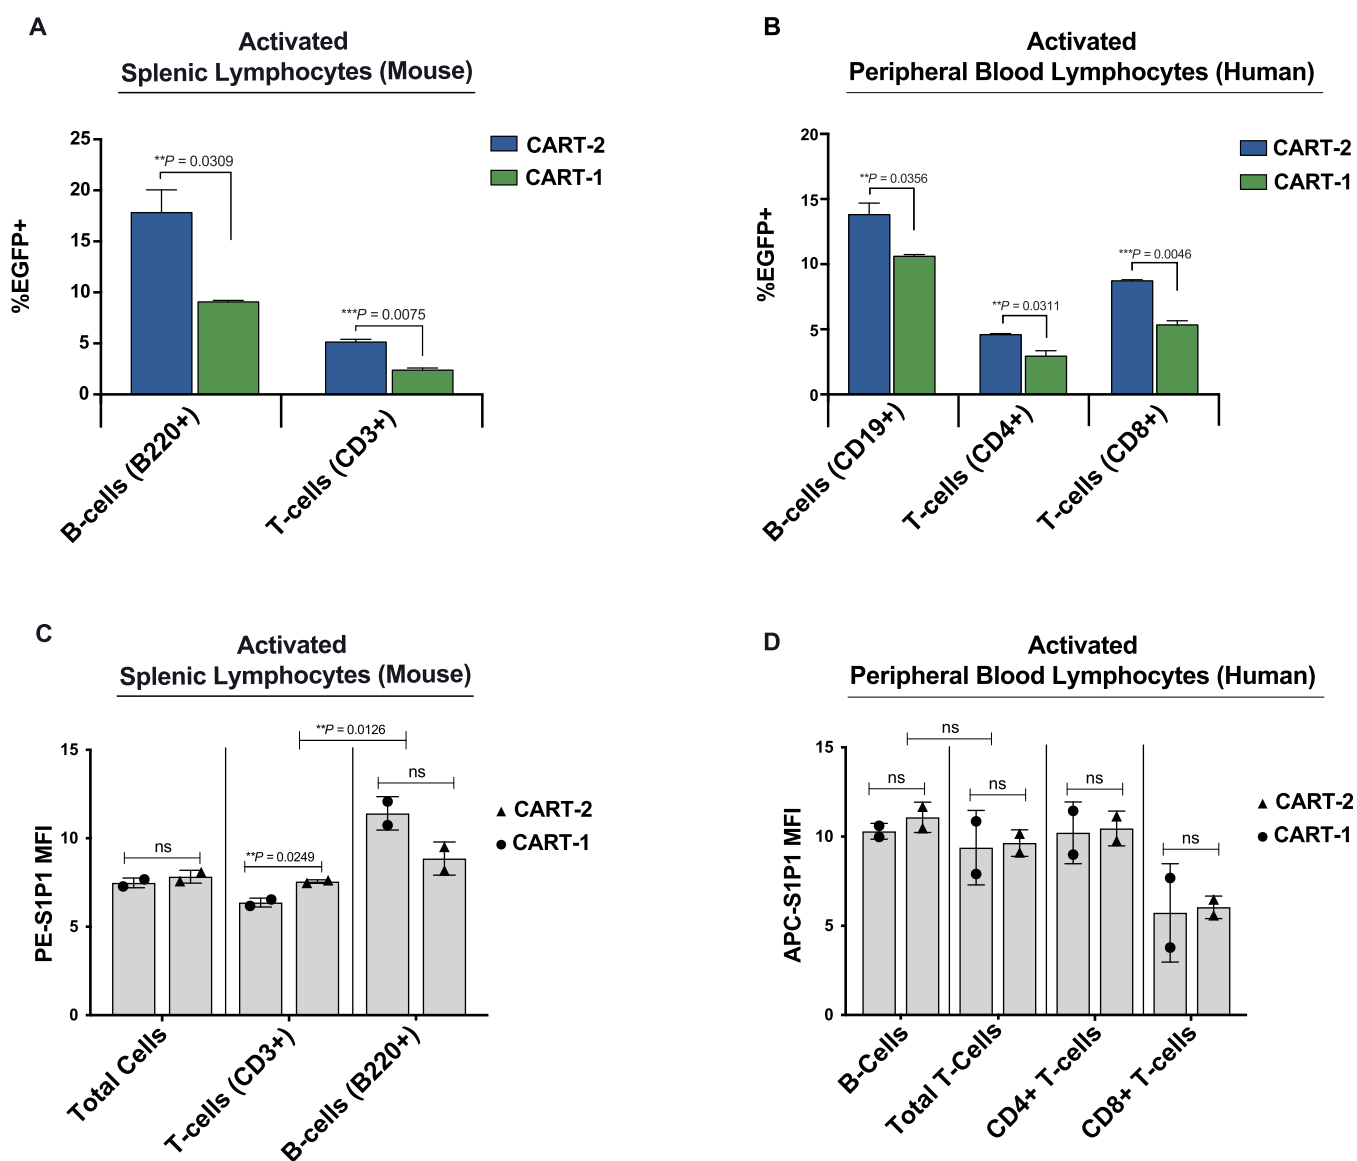 A
Activated
Splenic Lymphocytes (Mouse)
%EGFP+
25
20
15
10
5
0
**P = 0.0309
***P = 0.0075
CART-2
CART-1
B-cells (B220+)
T-cells (CD3+)
B
Activated
Peripheral Blood Lymphocytes (Human)
%EGFP+
20
15
10
5
0
**P = 0.0356
**P = 0.0311
***P = 0.0046
CART-2
CART-1
B-cells (CD19+)
T-cells (CD4+)
T-cells (CD8+)
C
Activated
Splenic Lymphocytes (Mouse)
PE-S1P1 MFI
15
10
5
0
ns
**P = 0.0249
**P = 0.0126
ns
CART-2
CART-1
Total Cells
T-cells (CD3+)
B-cells (B220+)
D
Activated
Peripheral Blood Lymphocytes (Human)
APC-S1P1 MFI
15
10
5
0
ns
ns
ns
ns
ns
CART-2
CART-1
B-Cells
Total T-Cells
CD4+ T-cells
CD8+ T-cells